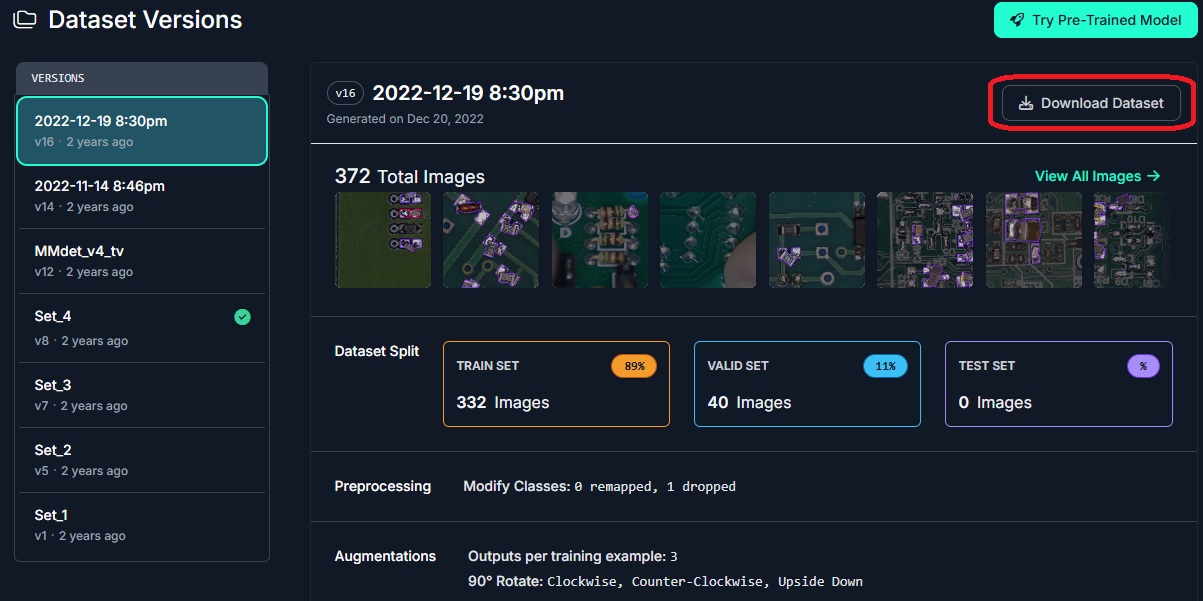 Dataset Versions
Try Pre-Trained Model
VERSIONS
2022-12-19 8:30pm
v16 · 2 years ago
2022-11-14 8:46pm
v14 · 2 years ago
MMdet_v4_tv
v12 · 2 years ago
Set_4
v8 · 2 years ago
Set_3
v7 · 2 years ago
Set_2
v5 · 2 years ago
Set_1
v1 · 2 years ago
v16 2022-12-19 8:30pm
Generated on Dec 20, 2022
Download Dataset
372 Total Images
View All Images →
Dataset Split
TRAIN SET 89%
332 Images
VALID SET 11%
40 Images
TEST SET %
0 Images
Preprocessing
Modify Classes: 0 remapped, 1 dropped
Augmentations
Outputs per training example: 3
90° Rotate: Clockwise, Counter-Clockwise, Upside Down